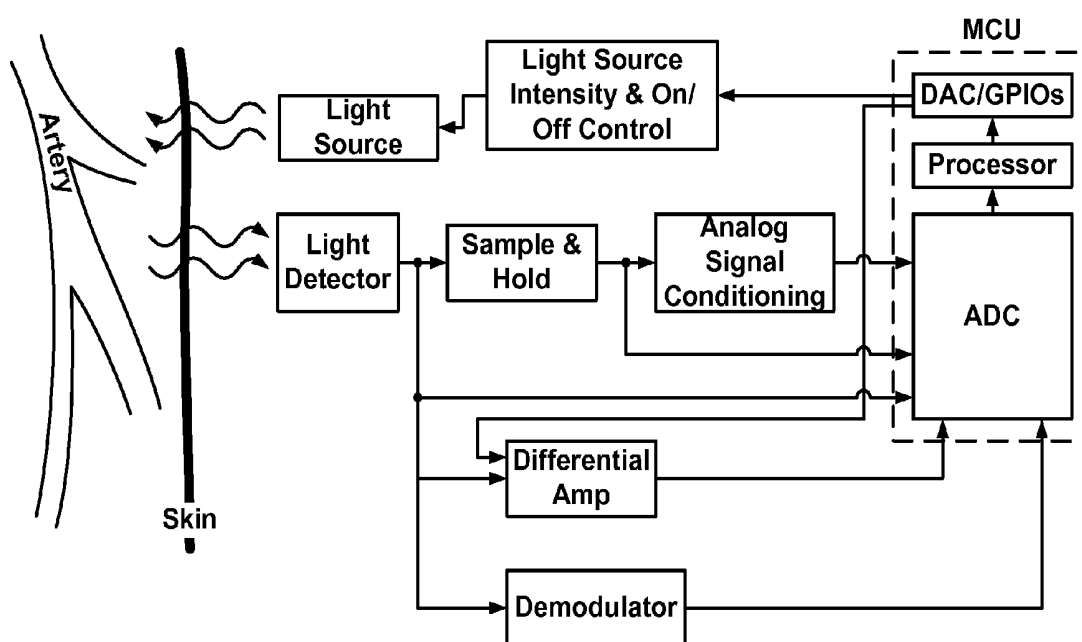 MCU
Light Source
Intensity & On/
Off Control
DAC/GPIOs
Light
Source
Artery
Processor
Light
Detector
Sample &
Hold
Analog
Signal
Conditioning
ADC
Differential
Amp
Skin
Demodulator